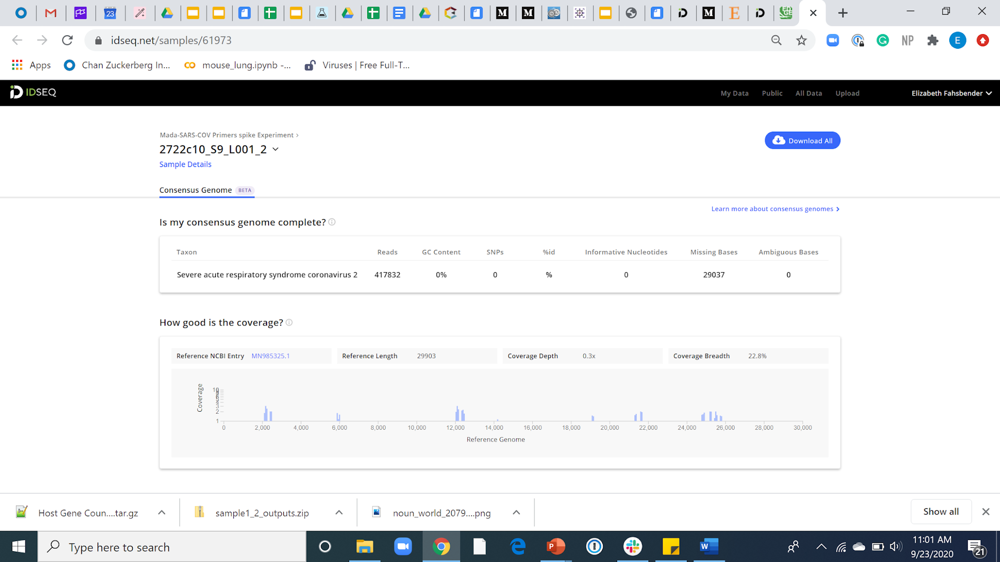 23
M
M
M
E
idseq.net/samples/61973
NP
E
Apps
Chan Zuckerberg In...
mouse_lung.ipynb -...
Viruses | Free Full-T...
IDSEQ
My Data
Public
All Data
Upload
Elizabeth Fahsbender
Mada-SARS-COV Primers spike Experiment >
2722c10_S9_L001_2
Download All
Sample Details
Consensus Genome BETA
Learn more about consensus genomes >
Is my consensus genome complete?
Taxon Reads GC Content SNPs %id Informative Nucleotides Missing Bases Ambiguous Bases
Severe acute respiratory syndrome coronavirus 2 417832 0% 0 % 0 29037 0
How good is the coverage?
Reference NCBI Entry MN985325.1 Reference Length 29903 Coverage Depth 0.3x Coverage Breadth 22.8%
Coverage
10
3
2
1
0 2,000 4,000 6,000 8,000 10,000 12,000 14,000 16,000 18,000 20,000 22,000 24,000 26,000 28,000 30,000
Reference Genome
Host Gene Coun....tar.gz
sample1_2_outputs.zip
noun_world_2079....png
Show all
Type here to search
11:01 AM
9/23/2020
21